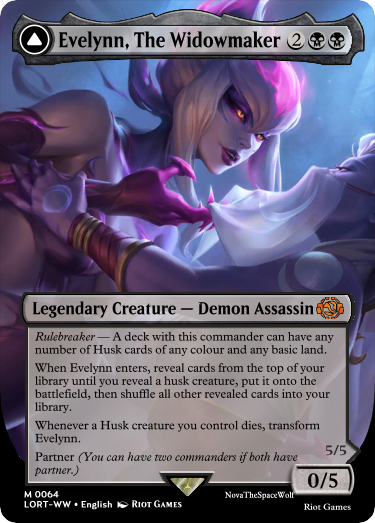 Evelynn, The Widowmaker 2
Legendary Creature — Demon Assassin
Rulebreaker — A deck with this commander can have any
number of Husk cards of any colour and any basic land.
When Evelynn enters, reveal cards from the top of your
library until you reveal a husk creature, put it onto the
battlefield, then shuffle all other revealed cards into your
library.
Whenever a Husk creature you control dies, transform
Evelynn.
Partner (You can have two commanders if both have
partner.)
5/5
0/5
M 0064
LORT-WW • English Riot Games
NovaTheSpaceWolf
Riot Games